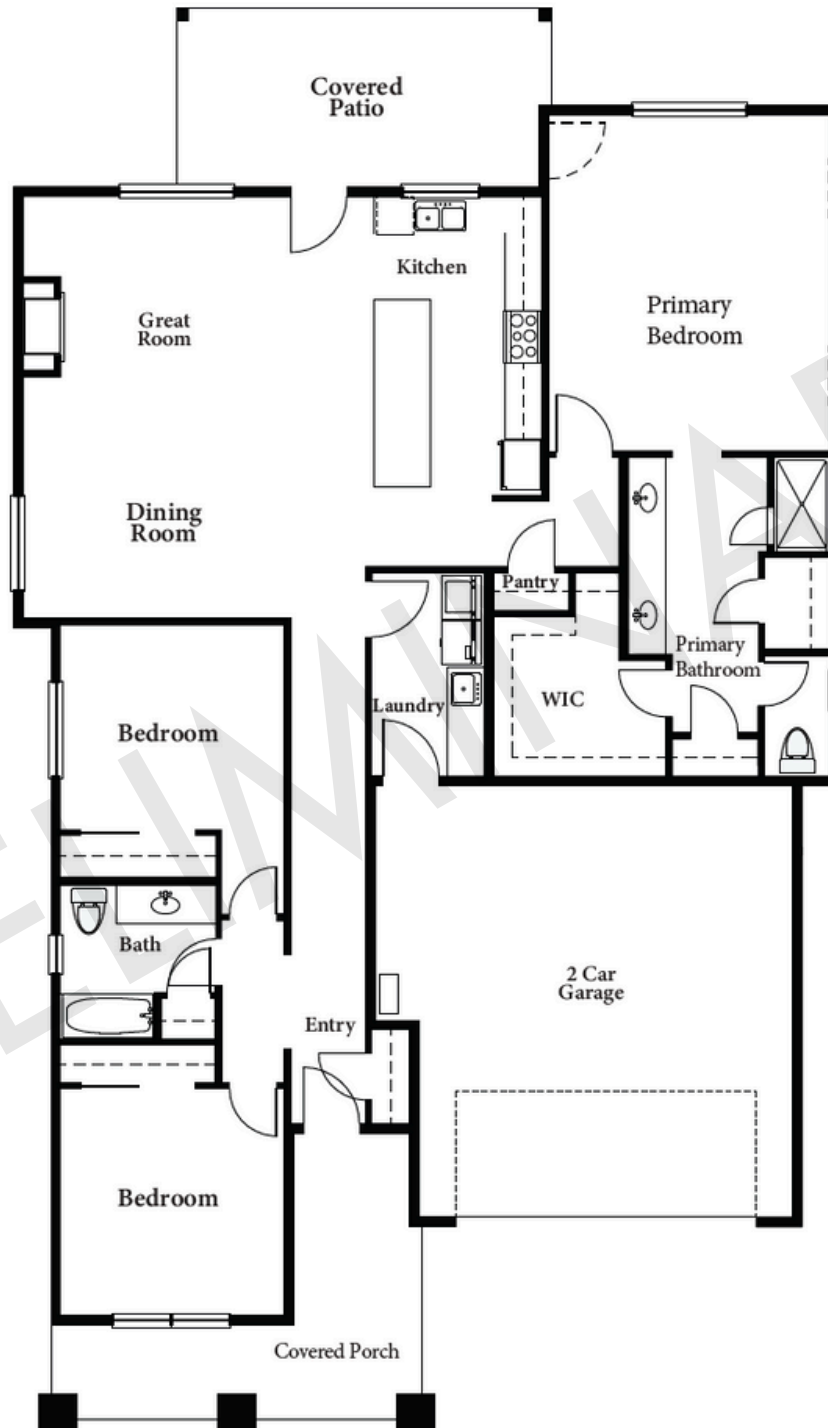 Covered
Patio
Kitchen
Great
Room
Primary
Bedroom
Dining
Room
Pantry
Primary
Bathroom
WIC
Laundry
Bedroom
Bath
2 Car
Garage
Entry
Bedroom
Covered Porch
ELIMINA